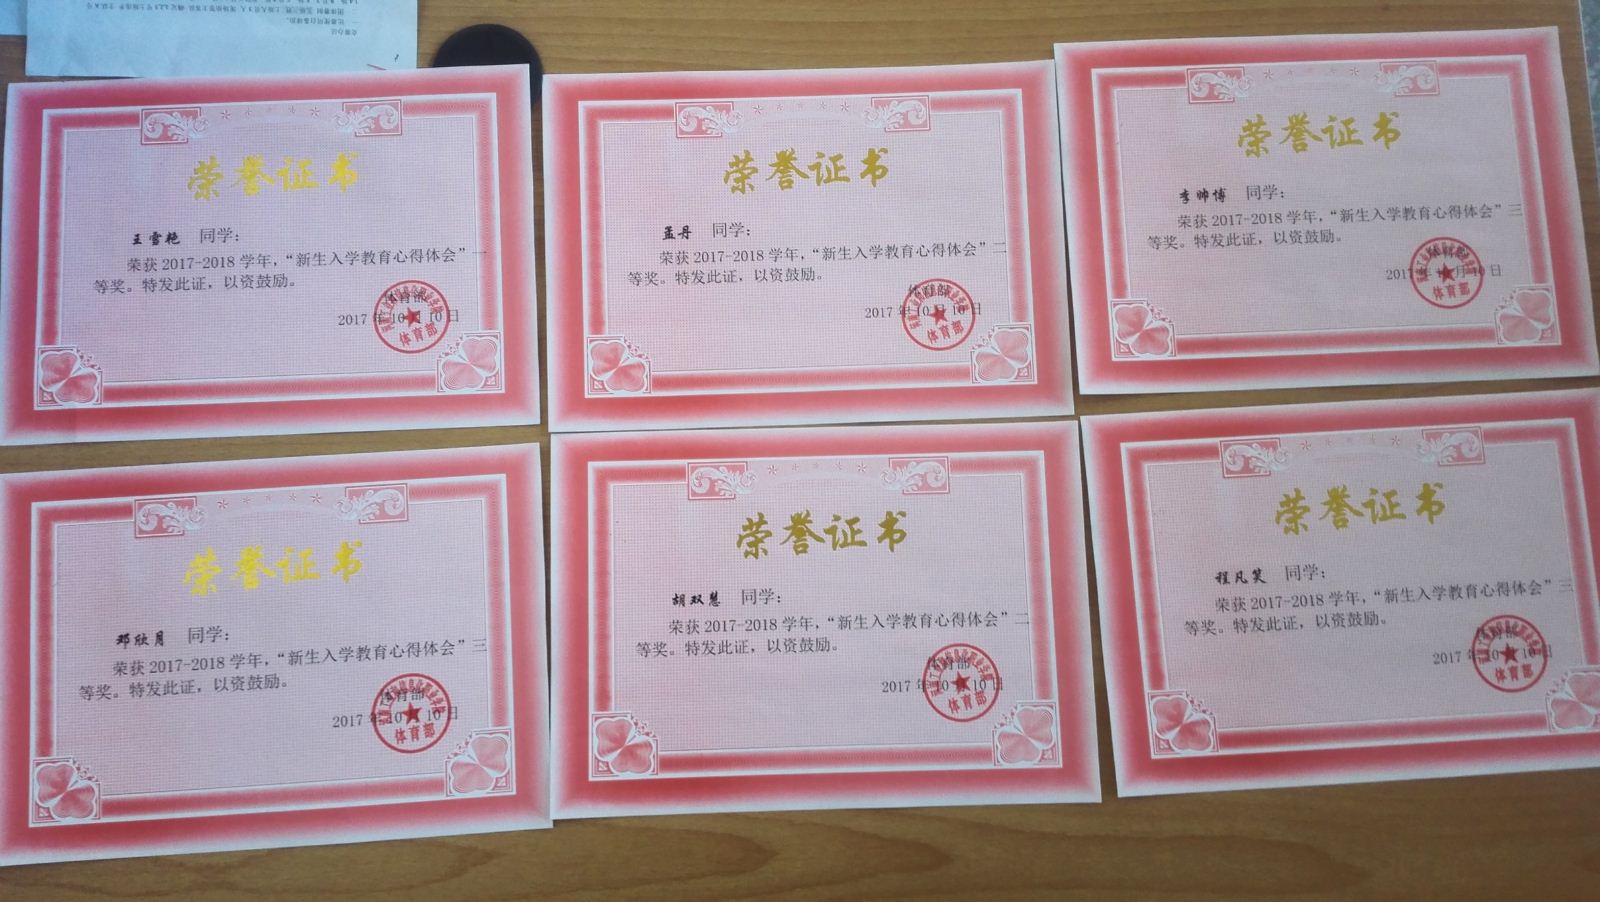 荣誉证书
王雪艳 同学：
荣获 2017-2018 学年，“新生入学教育心得体会”一
等奖。特发此证，以资鼓励。
体育部
2017 年 10 月 10 日
体育部
荣誉证书
孟丹 同学：
荣获 2017-2018 学年，“新生入学教育心得体会”二
等奖。特发此证，以资鼓励。
体育部
2017 年 10 月 10 日
体育部
荣誉证书
李帅博 同学：
荣获 2017-2018 学年，“新生入学教育心得体会”三
等奖。特发此证，以资鼓励。
体育部
2017 年 10 月 10 日
体育部
荣誉证书
邓欣月 同学：
荣获 2017-2018 学年，“新生入学教育心得体会”三
等奖。特发此证，以资鼓励。
体育部
2017 年 10 月 10 日
体育部
荣誉证书
胡双慧 同学：
荣获 2017-2018 学年，“新生入学教育心得体会”二
等奖。特发此证，以资鼓励。
体育部
2017 年 10 月 10 日
体育部
荣誉证书
程凡笑 同学：
荣获 2017-2018 学年，“新生入学教育心得体会”三
等奖。特发此证，以资鼓励。
体育部
2017 年 10 月 10 日
体育部